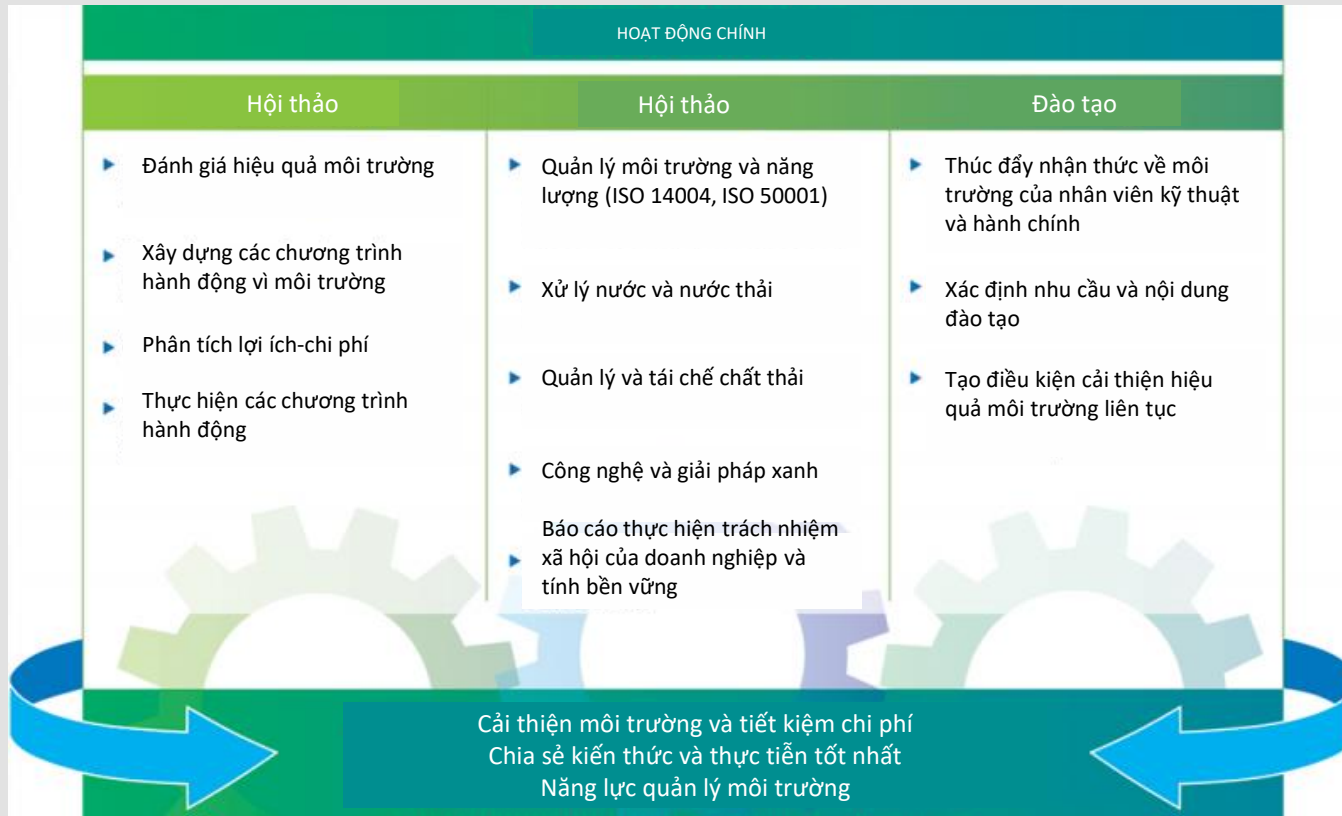 HOẠT ĐỘNG CHÍNH
Hội thảo
Đánh giá hiệu quả môi trường
Xây dựng các chương trình
hành động vì môi trường
Phân tích lợi ích-chi phí
Thực hiện các chương trình
hành động
Hội thảo
Quản lý môi trường và năng
lượng (ISO 14004, ISO 50001)
Xử lý nước và nước thải
Quản lý và tái chế chất thải
Công nghệ và giải pháp xanh
Báo cáo thực hiện trách nhiệm
xã hội của doanh nghiệp và
tính bền vững
Đào tạo
Thúc đẩy nhận thức về môi
trường của nhân viên kỹ thuật
và hành chính
Xác định nhu cầu và nội dung
đào tạo
Tạo điều kiện cải thiện hiệu
quả môi trường liên tục
Cải thiện môi trường và tiết kiệm chi phí
Chia sẻ kiến thức và thực tiễn tốt nhất
Năng lực quản lý môi trường